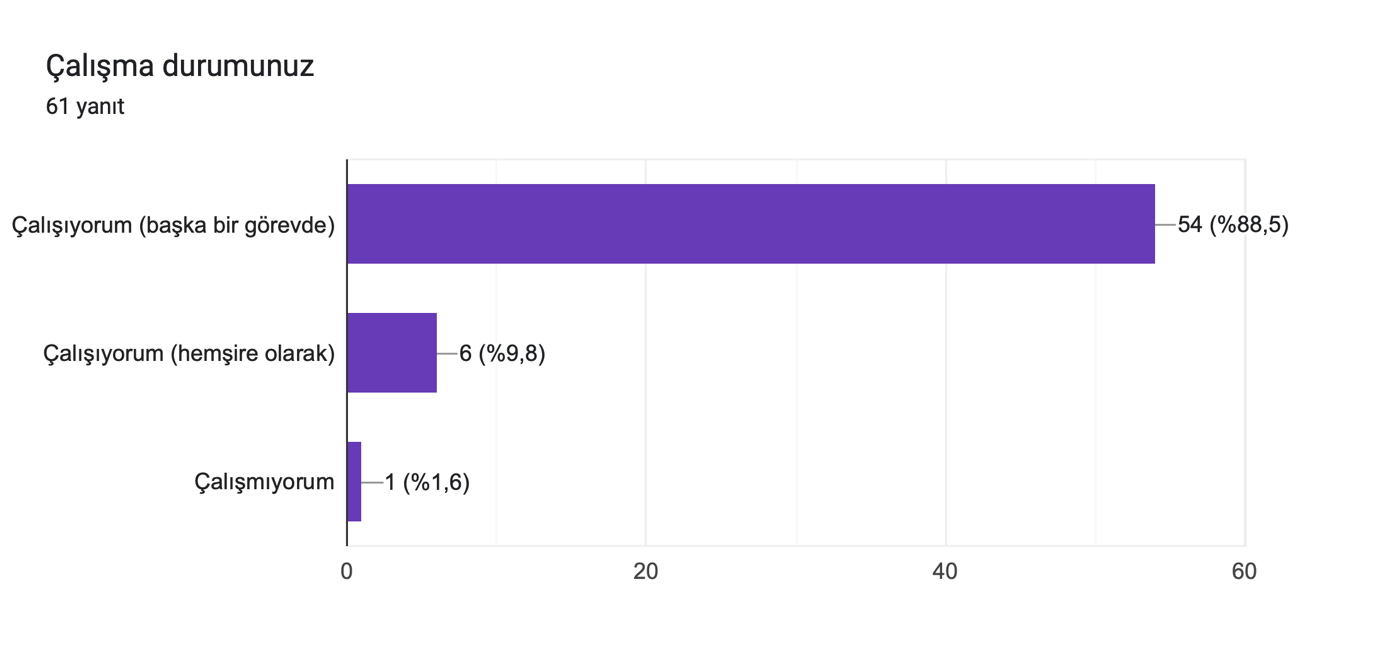 Çalışma durumunuz
61 yanıt
Çalışıyorum (başka bir görevde)
54 (%88,5)
Çalışıyorum (hemşire olarak)
6 (%9,8)
Çalışmıyorum
1 (%1,6)
0
20
40
60